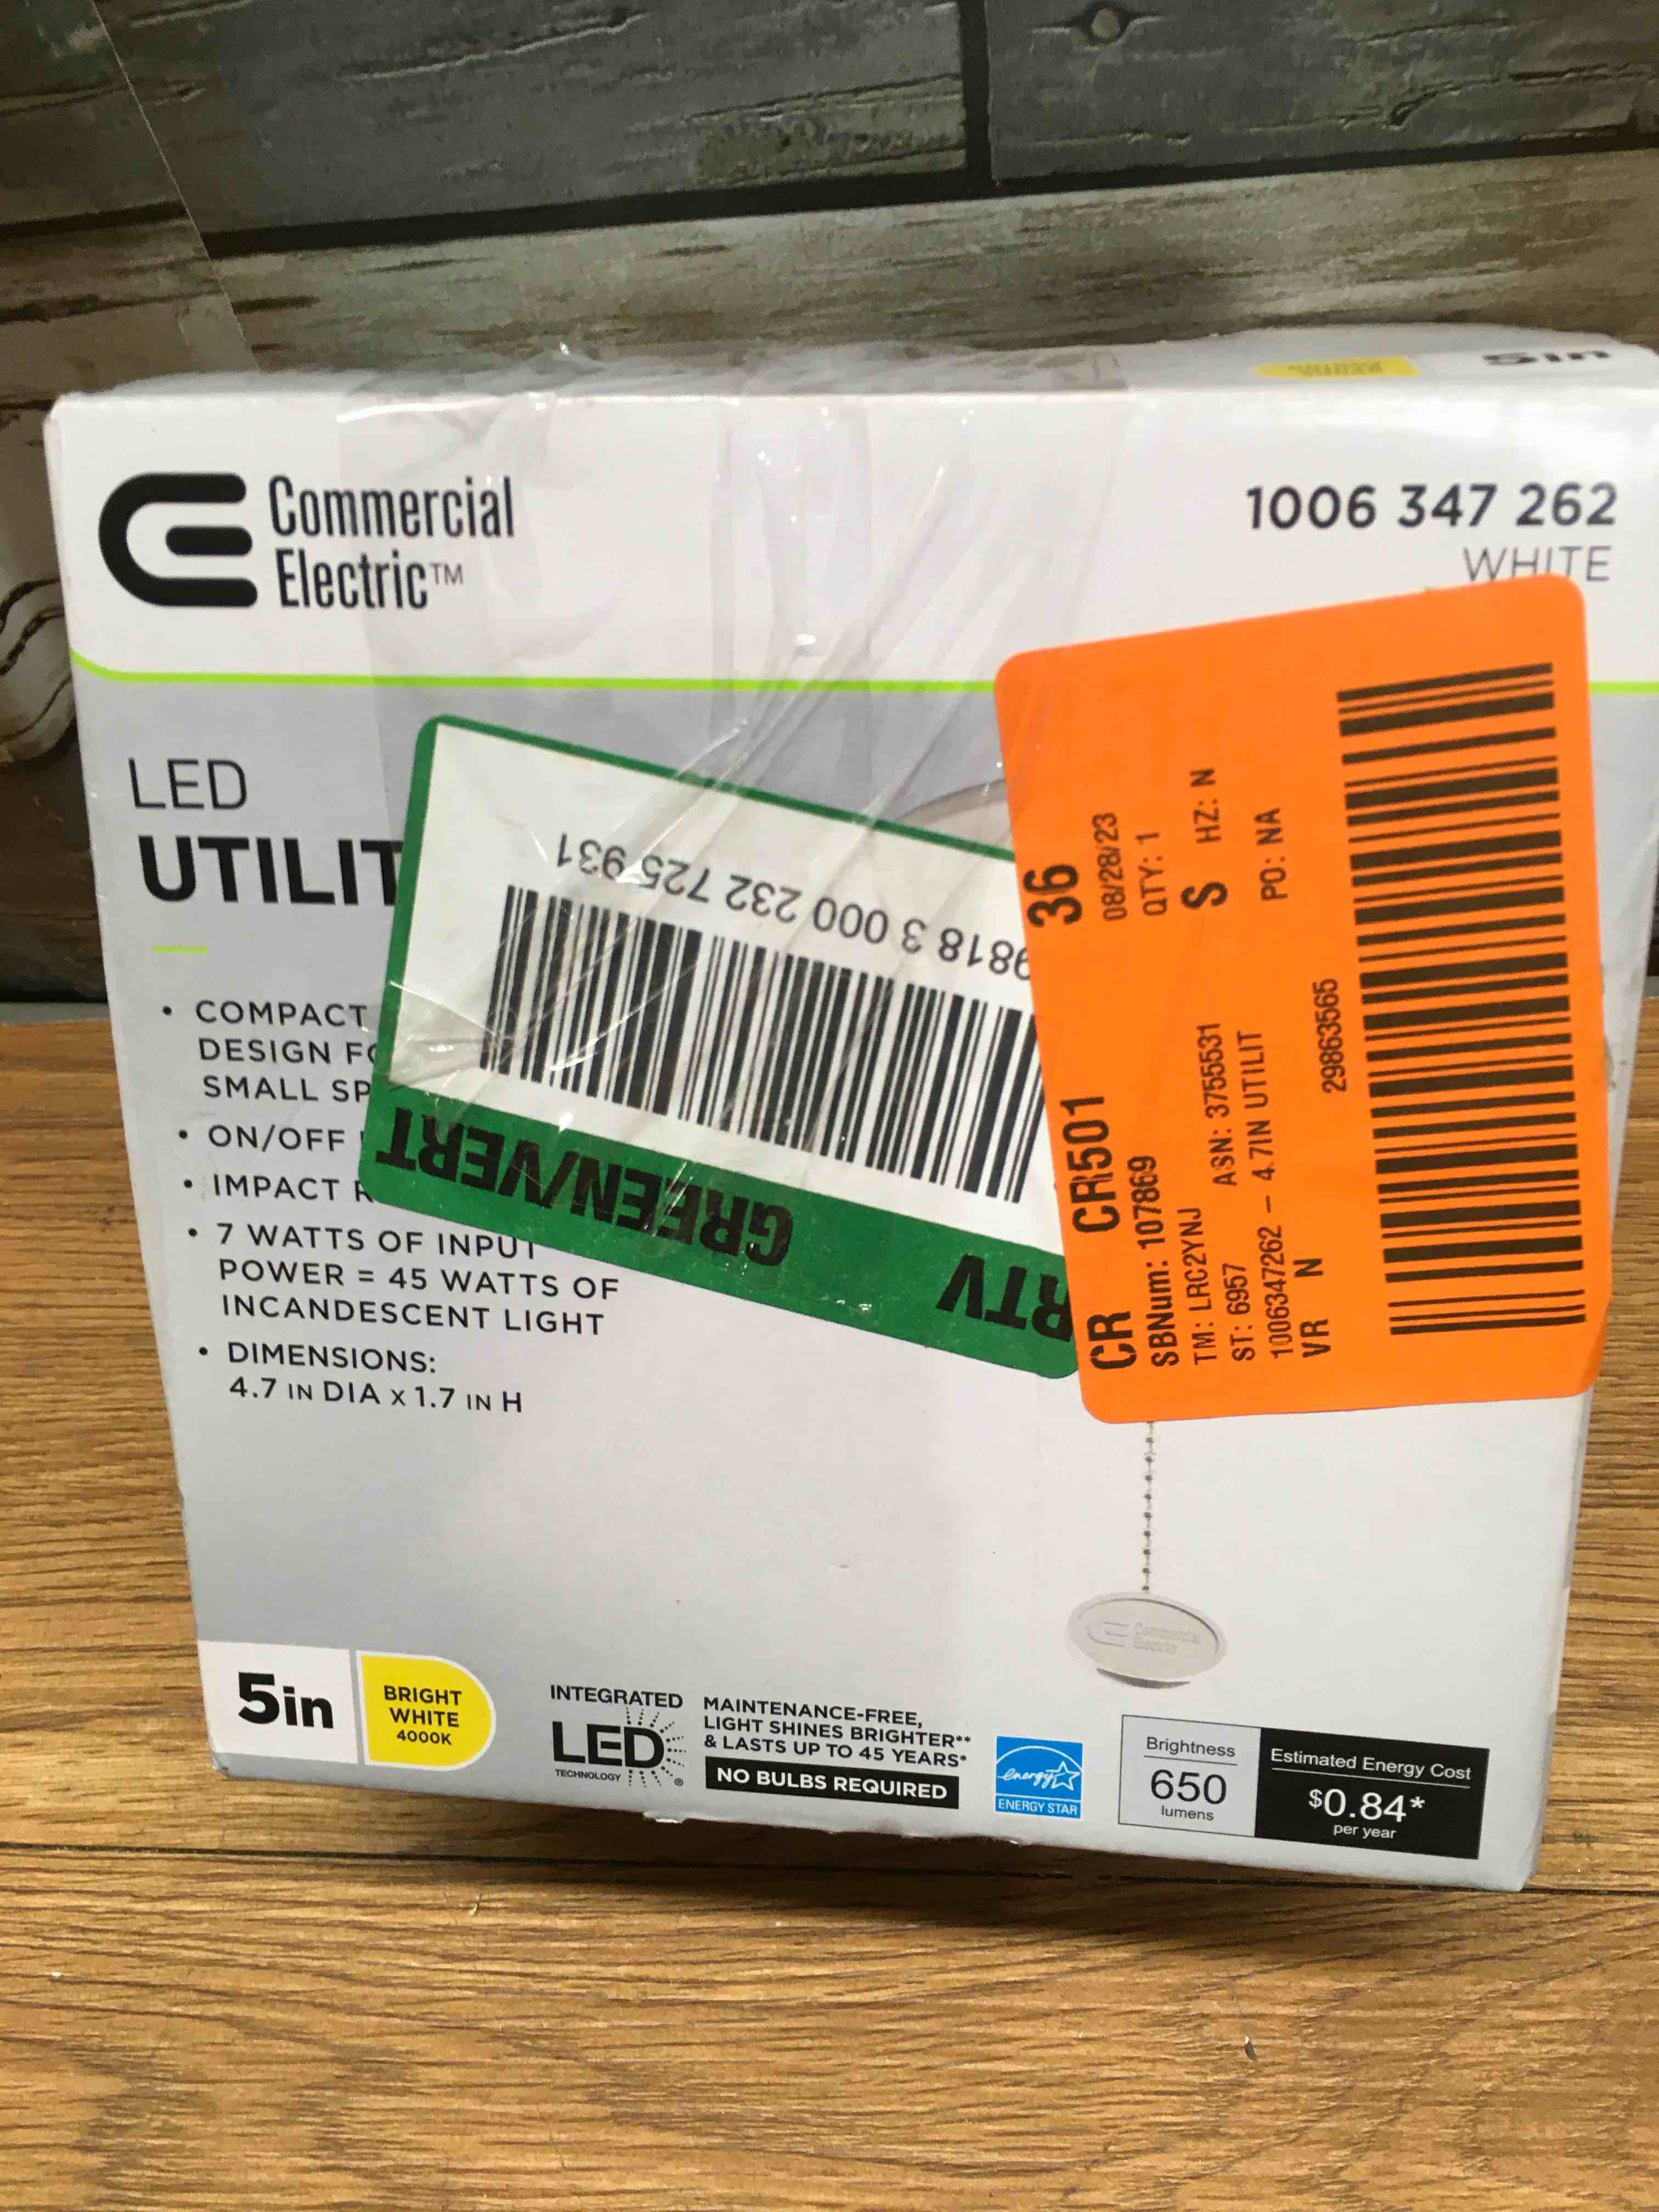 5in
Commercial
Electric™
1006 347 262
WHITE
LED
UTILIT
• COMPACT
DESIGN FO
SMALL SP
• ON/OFF
• IMPACT R
• 7 WATTS OF INPUT
POWER = 45 WATTS OF
INCANDESCENT LIGHT
• DIMENSIONS:
4.7 IN DIA x 1.7 IN H
RTV GREEN/VERT
9818 3 000 232 725 931
CR CR501 36
SBNum: 107869 08/28/23
TM: LRC2YNJ QTY: 1
ST: 6957 ASN: 3755531 S HZ: N
1006347262 – 4.7IN UTILIT PO: NA
VR N
29863565
Commercial
Electric
5in
BRIGHT
WHITE
4000K
INTEGRATED
LED
TECHNOLOGY ®
MAINTENANCE-FREE,
LIGHT SHINES BRIGHTER**
& LASTS UP TO 45 YEARS*
NO BULBS REQUIRED
energy
ENERGY STAR
Brightness
650
lumens
Estimated Energy Cost
$0.84*
per year